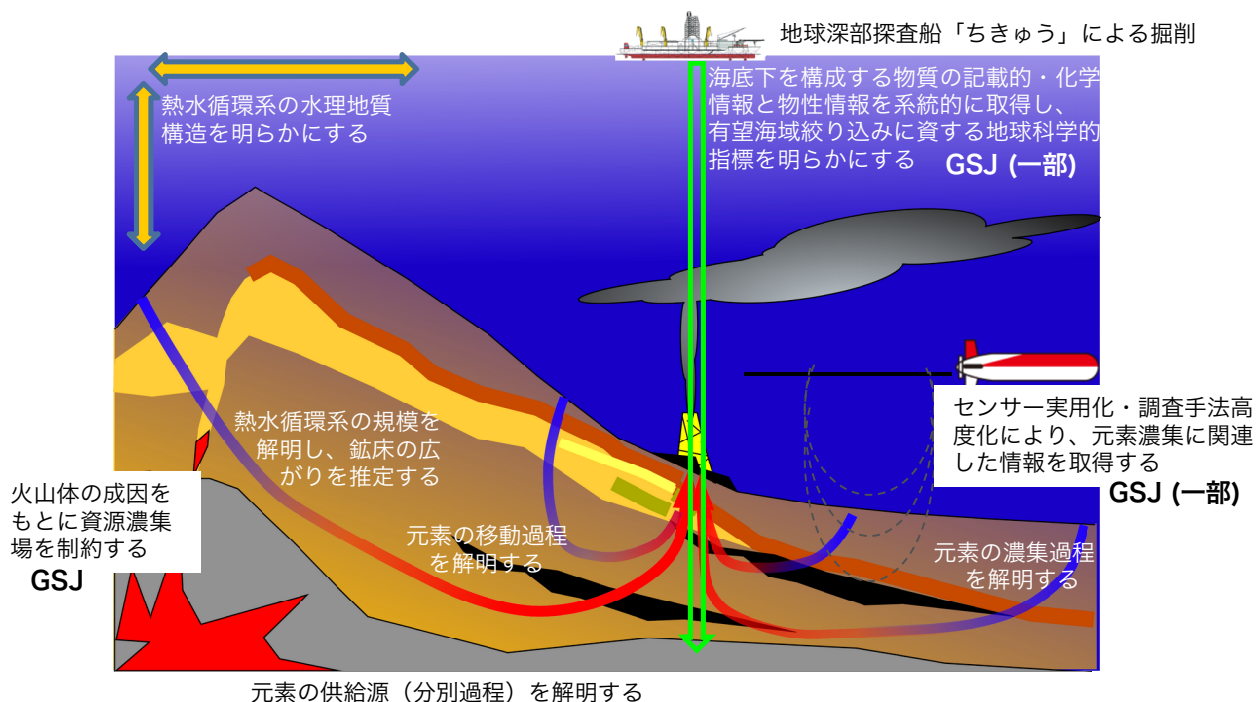 地球深部探査船「ちきゅう」による掘削
海底下を構成する物質の記載的・化学
情報と物性情報を系統的に取得し、
有望海域絞り込みに資する地球科学的
指標を明らかにする
GSJ (一部)
熱水循環系の水理地質
構造を明らかにする
センサー実用化・調査手法高
度化により、元素濃集に関連
した情報を取得する
GSJ (一部)
熱水循環系の規模を
解明し、鉱床の広
がりを推定する
火山体の成因を
もとに資源濃集
場を制約する
GSJ
元素の移動過程
を解明する
元素の濃集過程
を解明する
元素の供給源（分別過程）を解明する